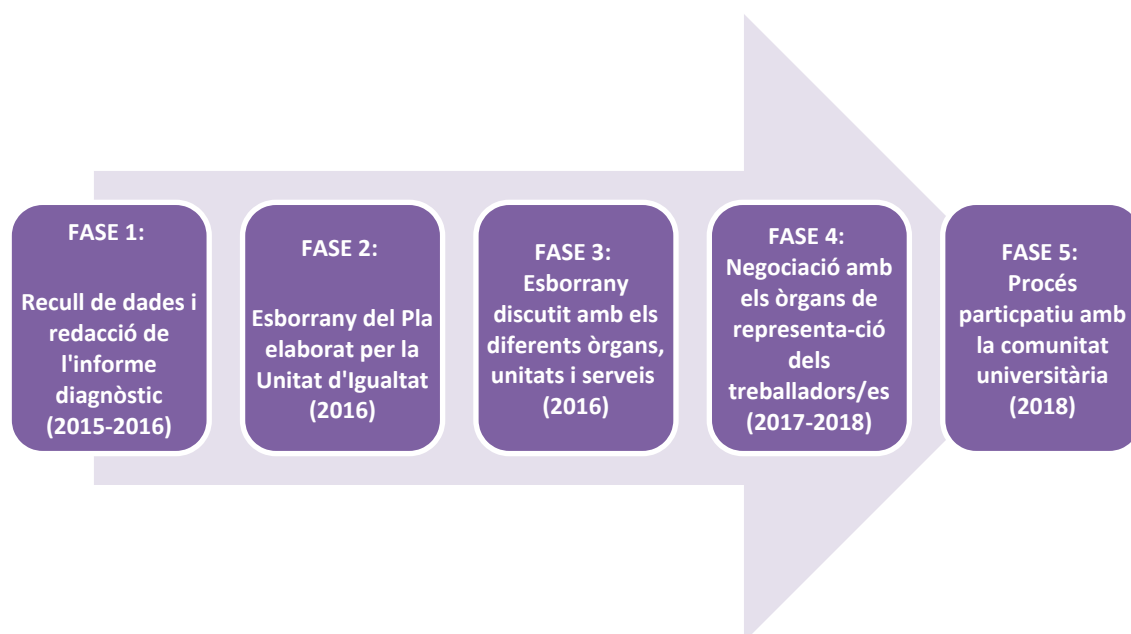 FASE 1:
Recull de dades i
redacció de
l'informe
diagnòstic
(2015-2016)
FASE 2:
Esborrany del Pla
elaborat per la
Unitat d'Igualtat
(2016)
FASE 3:
Esborrany
discutit amb els
diferents òrgans,
unitats i serveis
(2016)
FASE 4:
Negociació amb
els òrgans de
representa-ció
dels
treballadors/es
(2017-2018)
FASE 5:
Procés
particpatiu amb
la comunitat
universitària
(2018)